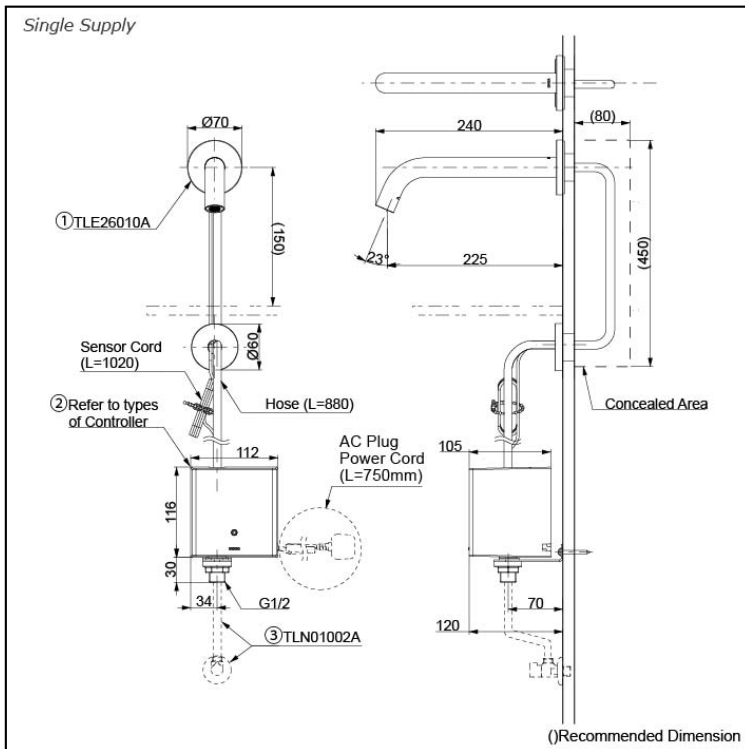 Single Supply
Ø70
(80)
240
①TLE26010A
(150)
23°
225
(450)
Ø60
Sensor Cord
(L=1020)
②Refer to types
of Controller
Hose (L=880)
Concealed Area
112
AC Plug
Power Cord
(L=750mm)
105
116
30
34
G1/2
70
120
③TLN01002A
()Recommended Dimension